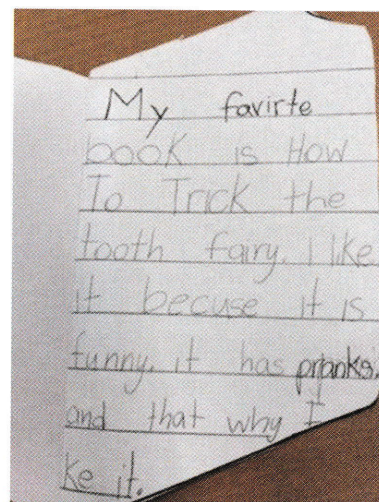 My favirte
book is How
To Trick the
tooth fairy. I like
it becuse it is
funny. it has pranks.
and that why I
ke it.